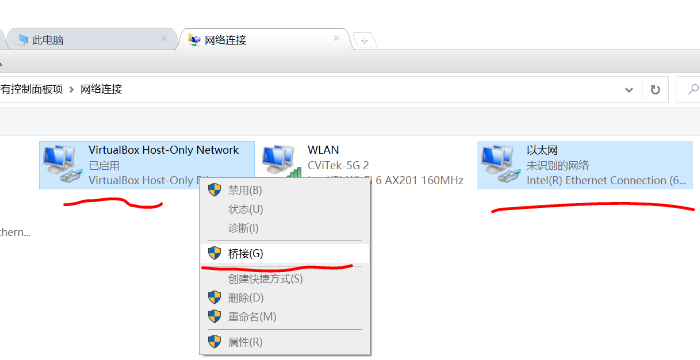 此电脑
网络连接
有控制面板项 > 网络连接
VirtualBox Host-Only Network
已启用
VirtualBox Host-Only
WLAN
CViTek-5G 2
6 AX201 160MHz
以太网
未识别的网络
Intel(R) Ethernet Connection (6...
禁用(B)
状态(U)
诊断(I)
桥接(G)
创建快捷方式(S)
删除(D)
重命名(M)
属性(R)
hern...